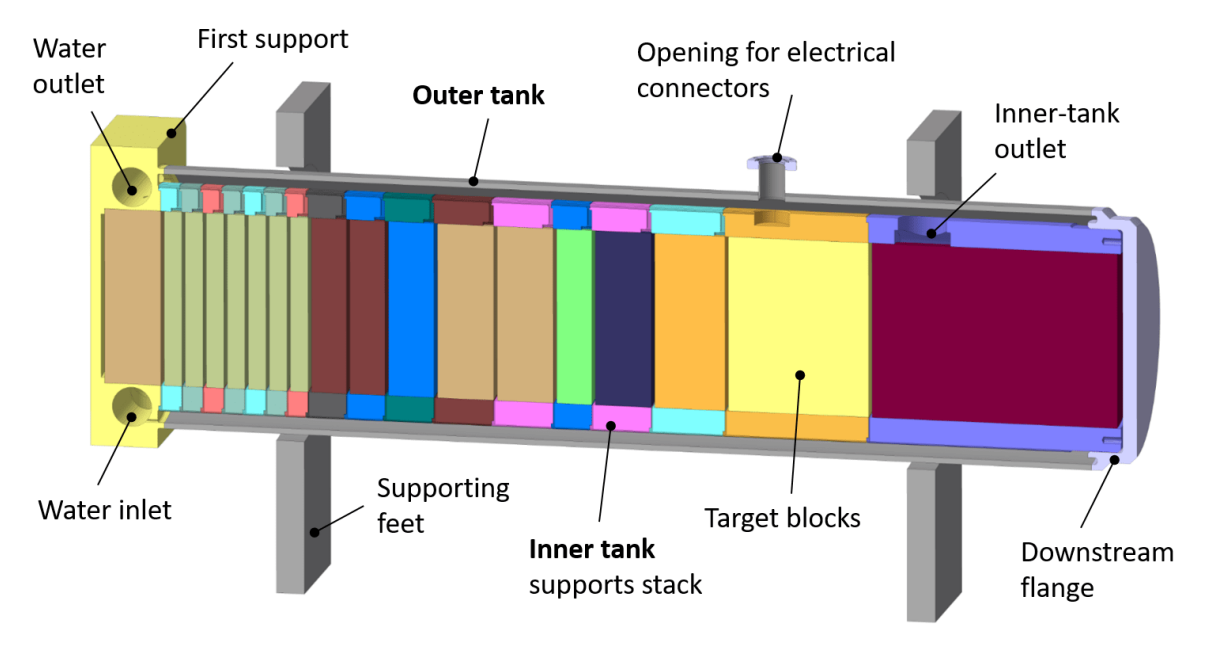 Water
outlet
First support
Outer tank
Opening for electrical
connectors
Inner-tank
outlet
Water inlet
Supporting
feet
Inner tank
supports stack
Target blocks
Downstream
flange